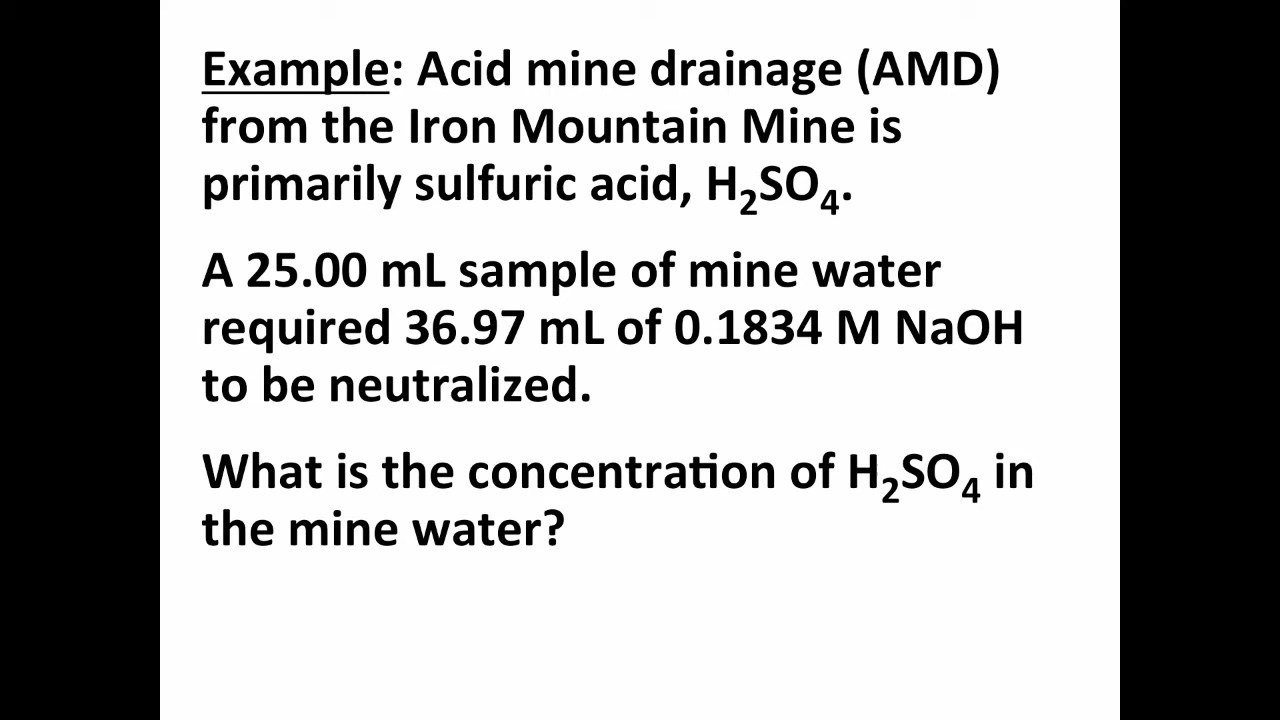 Example: Acid mine drainage (AMD)
from the Iron Mountain Mine is
primarily sulfuric acid, H₂SO₄.
A 25.00 mL sample of mine water
required 36.97 mL of 0.1834 M NaOH
to be neutralized.
What is the concentration of H₂SO₄ in
the mine water?